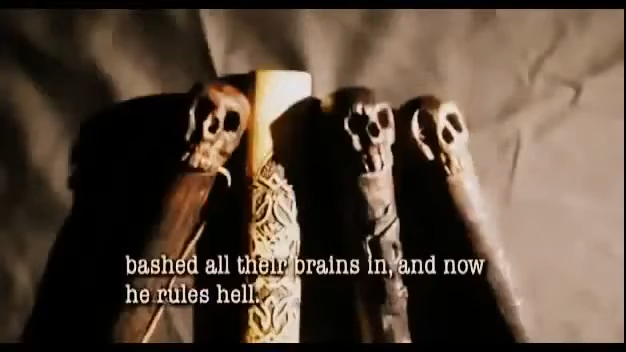 bashed all their brains in, and now
he rules hell.